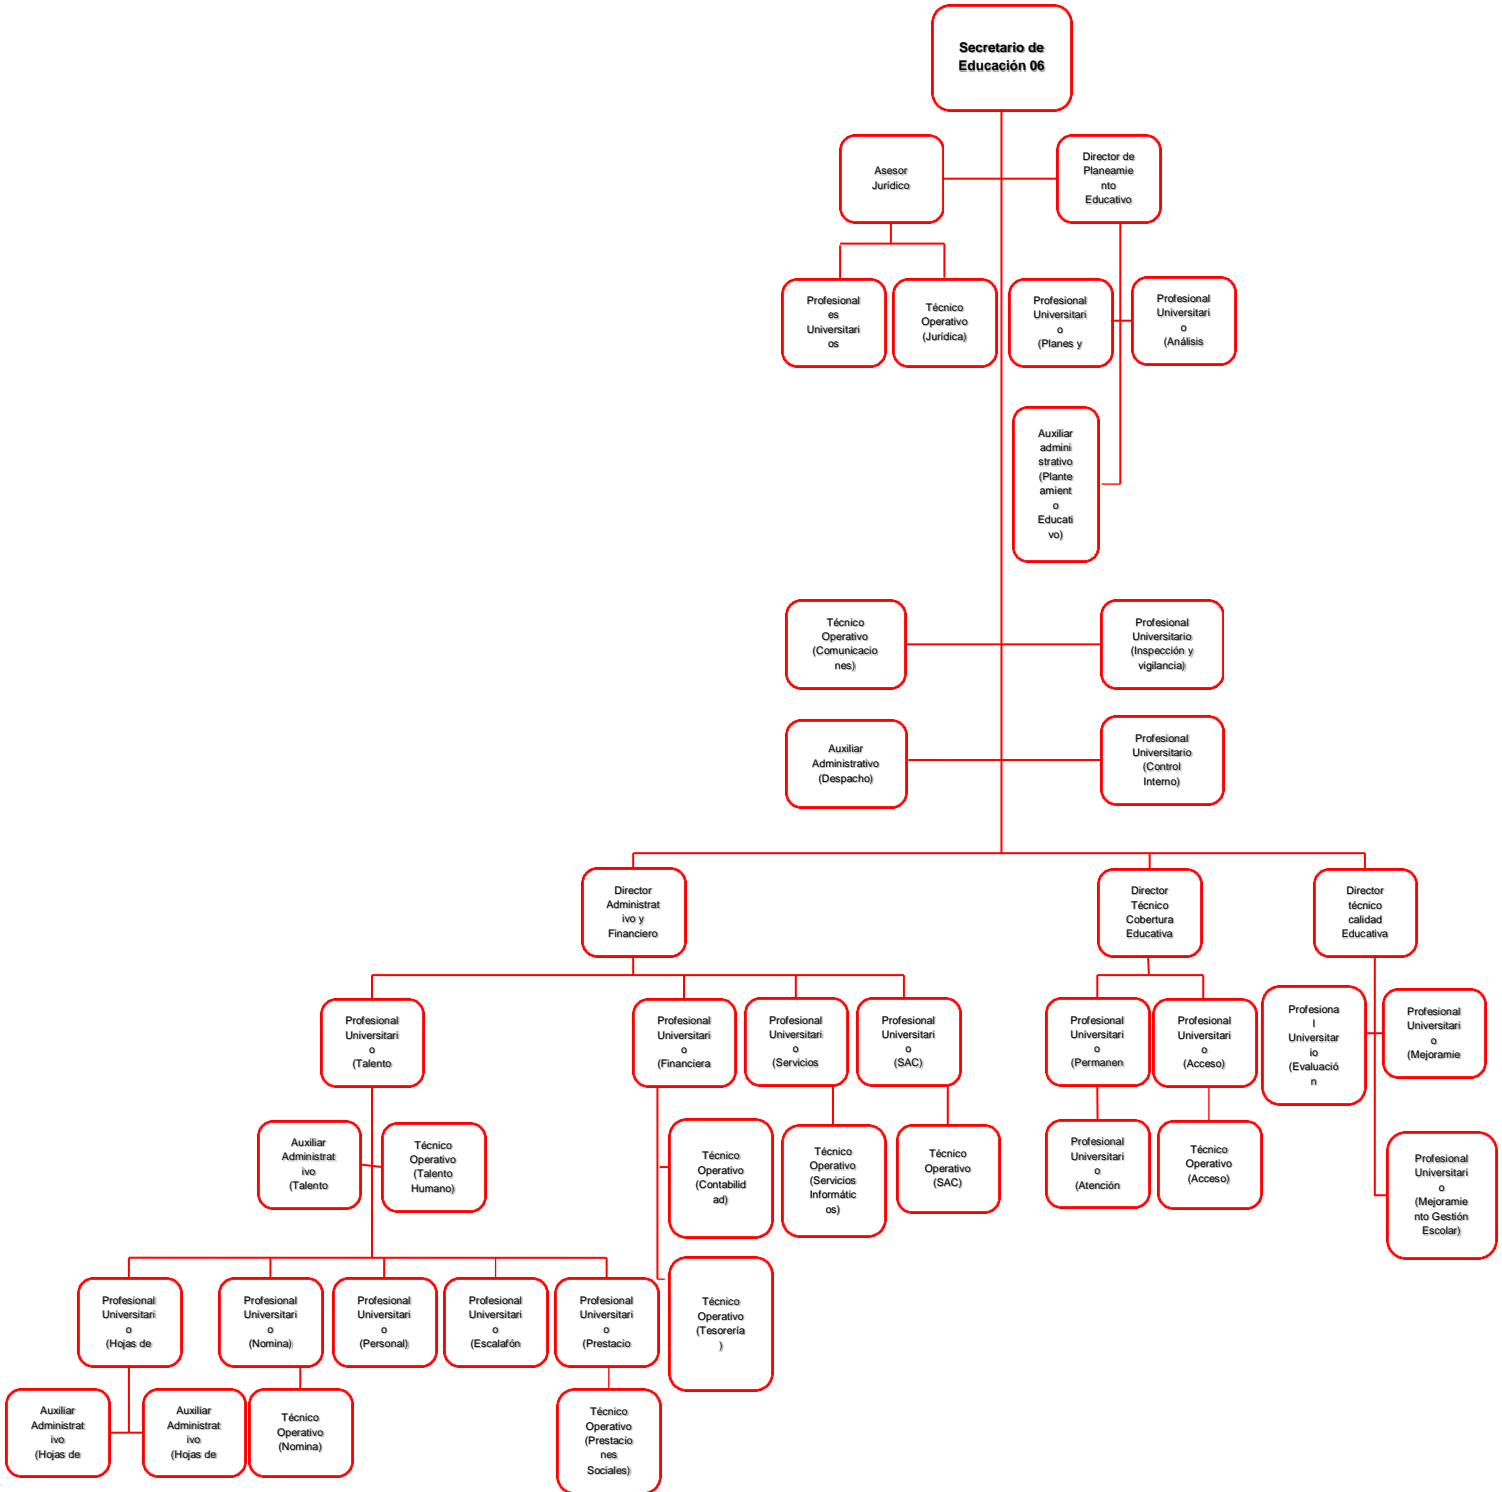 Secretario de
Educación 06
Asesor
Jurídico
Director de
Planeamie
nto
Educativo
Profesional
es
Universitari
os
Técnico
Operativo
(Jurídica)
Profesional
Universitari
o
(Planes y
Profesional
Universitari
o
(Análisis
Auxiliar
admini
strativo
(Plante
amient
o
Educati
vo)
Técnico
Operativo
(Comunicacio
nes)
Profesional
Universitario
(Inspección y
vigilancia)
Auxiliar
Administrativo
(Despacho)
Profesional
Universitario
(Control
Interno)
Director
Administrat
ivo y
Financiero
Director
Técnico
Cobertura
Educativa
Director
técnico
calidad
Educativa
Profesional
Universitari
o
(Talento
Profesional
Universitari
o
(Financiera
Profesional
Universitari
o
(Servicios
Profesional
Universitari
o
(SAC)
Profesional
Universitari
o
(Permanen
Profesional
Universitari
o
(Acceso)
Profesiona
l
Universitar
io
(Evaluació
n
Profesional
Universitari
o
(Mejoramie
Auxiliar
Administrat
ivo
(Talento
Técnico
Operativo
(Talento
Humano)
Técnico
Operativo
(Contabilid
ad)
Técnico
Operativo
(Servicios
Informátic
os)
Técnico
Operativo
(SAC)
Profesional
Universitari
o
(Atención
Técnico
Operativo
(Acceso)
Profesional
Universitari
o
(Mejoramie
nto Gestión
Escolar)
Profesional
Universitari
o
(Hojas de
Profesional
Universitari
o
(Nomina)
Profesional
Universitari
o
(Personal)
Profesional
Universitari
o
(Escalafón
Profesional
Universitari
o
(Prestacio
Técnico
Operativo
(Tesorería
)
Auxiliar
Administrat
ivo
(Hojas de
Auxiliar
Administrat
ivo
(Hojas de
Técnico
Operativo
(Nomina)
Técnico
Operativo
(Prestacio
nes
Sociales)